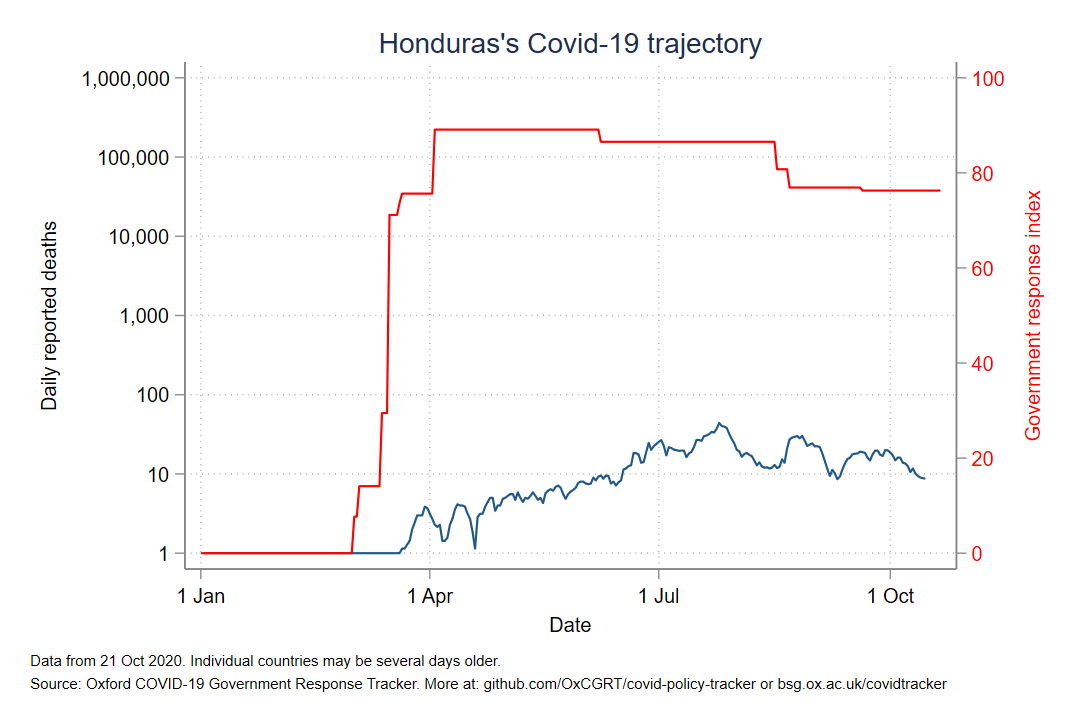 Honduras's Covid-19 trajectory
1,000,000
100,000
10,000
1,000
100
10
1
Daily reported deaths
100
80
60
40
20
0
Government response index
1 Jan
1 Apr
1 Jul
1 Oct
Date
Data from 21 Oct 2020. Individual countries may be several days older.
Source: Oxford COVID-19 Government Response Tracker. More at: github.com/OxCGRT/covid-policy-tracker or bsg.ox.ac.uk/covidtracker